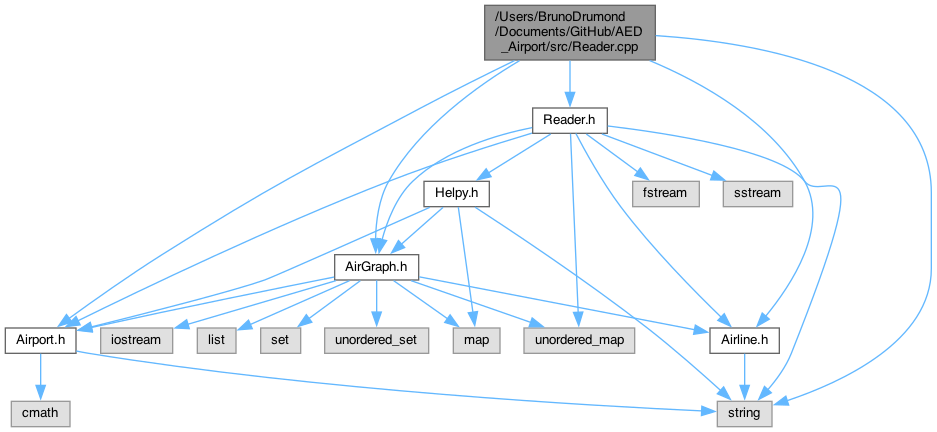 /Users/BrunoDrumond
/Documents/GitHub/AED
_Airport/src/Reader.cpp
Reader.h
Helpy.h
fstream
sstream
AirGraph.h
Airport.h
iostream
list
set
unordered_set
map
unordered_map
Airline.h
cmath
string